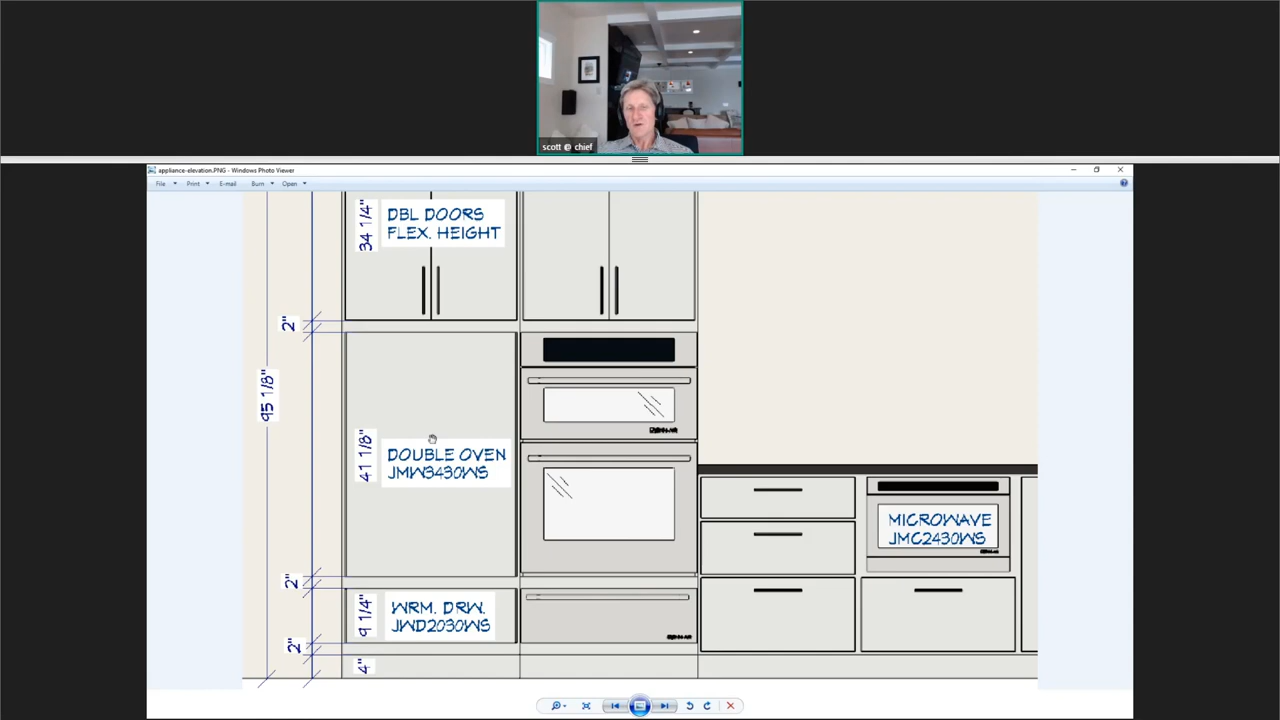 scott @ chief
appliance-elevation.PNG - Windows Photo Viewer
File Print E-mail Burn Open
34 1/4"
DBL DOORS
FLEX. HEIGHT
2"
95 1/8"
41 1/8"
DOUBLE OVEN
JMW3430WS
MICROWAVE
JMC2430WS
2"
9 1/4"
WRM. DRW.
JWD2030WS
2"
4"